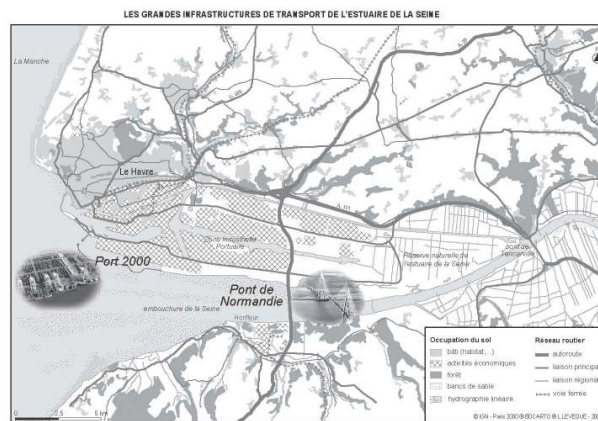 LES GRANDES INFRASTRUCTURES DE TRANSPORT DE L'ESTUAIRE DE LA SEINE
La Manche
Le Havre
Port 2000
Pont de
Normandie
embouchure de la Seine
Honfleur
Réserve naturelle de
l'estuaire de la Seine
pont de
Tancarville
Occupation du sol
bâti (habitat,...)
activités économiques
forêt
bancs de sable
hydrographie linéaire
Réseau routier
autoroute
liaison principa
liaison régional
voie ferrée
0 2.5 5 km